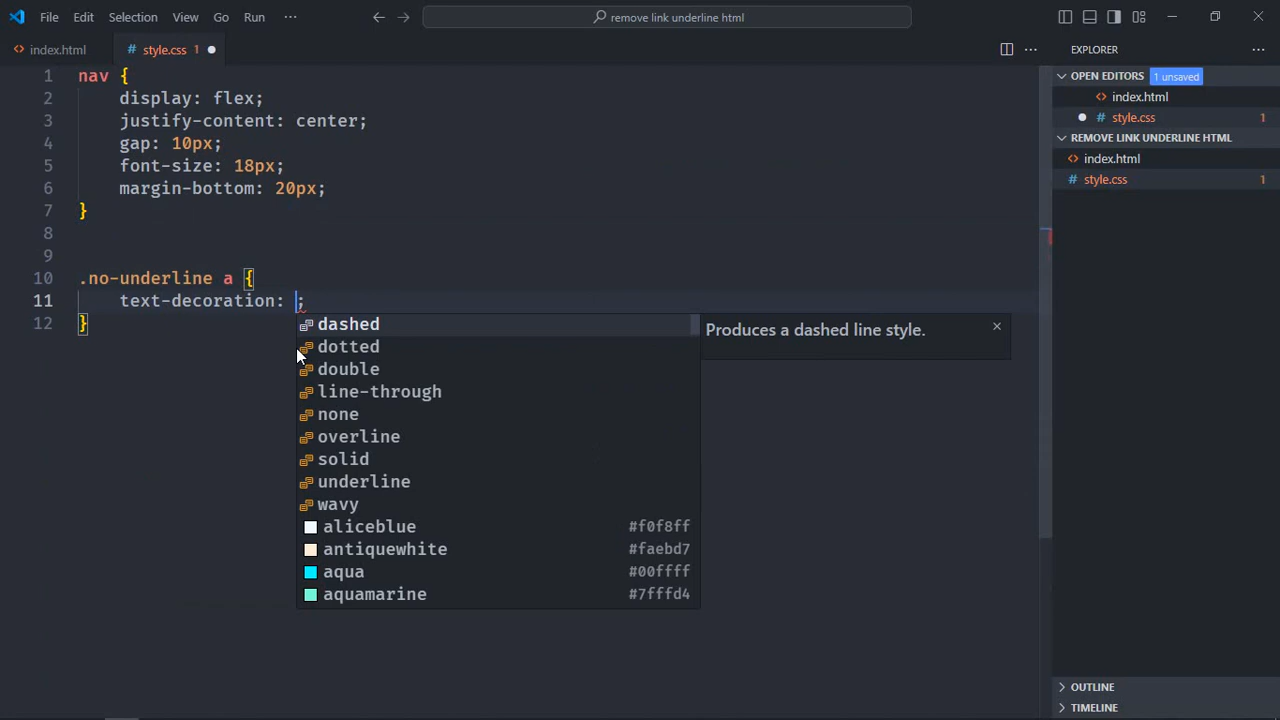 File Edit Selection View Go Run ···
remove link underline html
index.html
style.css 1
1 nav {
2 display: flex;
3 justify-content: center;
4 gap: 10px;
5 font-size: 18px;
6 margin-bottom: 20px;
7 }
8
9
10 .no-underline a {
11 text-decoration: ;
12 }
dashed
dotted
double
line-through
none
overline
solid
underline
wavy
aliceblue #f0f8ff
antiquewhite #faebd7
aqua #00ffff
aquamarine #7fffd4
Produces a dashed line style.
EXPLORER
OPEN EDITORS 1 unsaved
index.html
style.css 1
REMOVE LINK UNDERLINE HTML
index.html
style.css 1
OUTLINE
TIMELINE